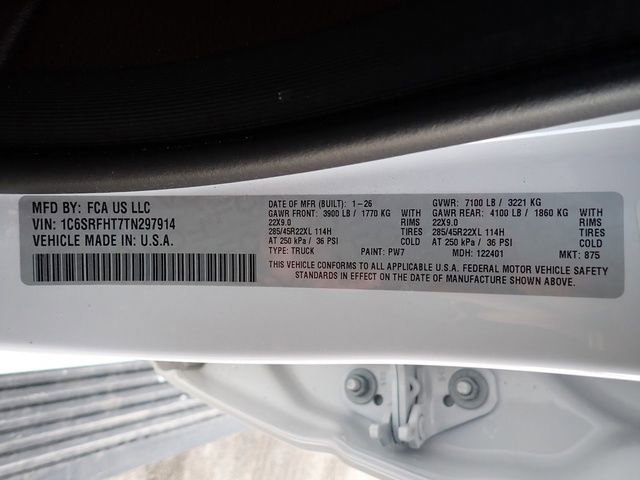 MFD BY: FCA US LLC
VIN: 1C6SRFHT7TN297914
VEHICLE MADE IN U.S.A.
DATE OF MFR (BUILT): 1-26 GVWR: 7100 LB / 3221 KG
GAWR FRONT: 3900 LB / 1770 KG WITH GAWR REAR: 4100 LB / 1860 KG WITH
22X9.0 RIMS 22X9.0 RIMS
285/45R22XL 114H TIRES 285/45R22XL 114H TIRES
AT 250 kPa / 36 PSI COLD AT 250 kPa / 36 PSI COLD
TYPE: TRUCK PAINT: PW7 MDH: 122401 MKT: 875
THIS VEHICLE CONFORMS TO ALL APPLICABLE U.S.A. FEDERAL MOTOR VEHICLE SAFETY
STANDARDS IN EFFECT ON THE DATE OF MANUFACTURE SHOWN ABOVE.